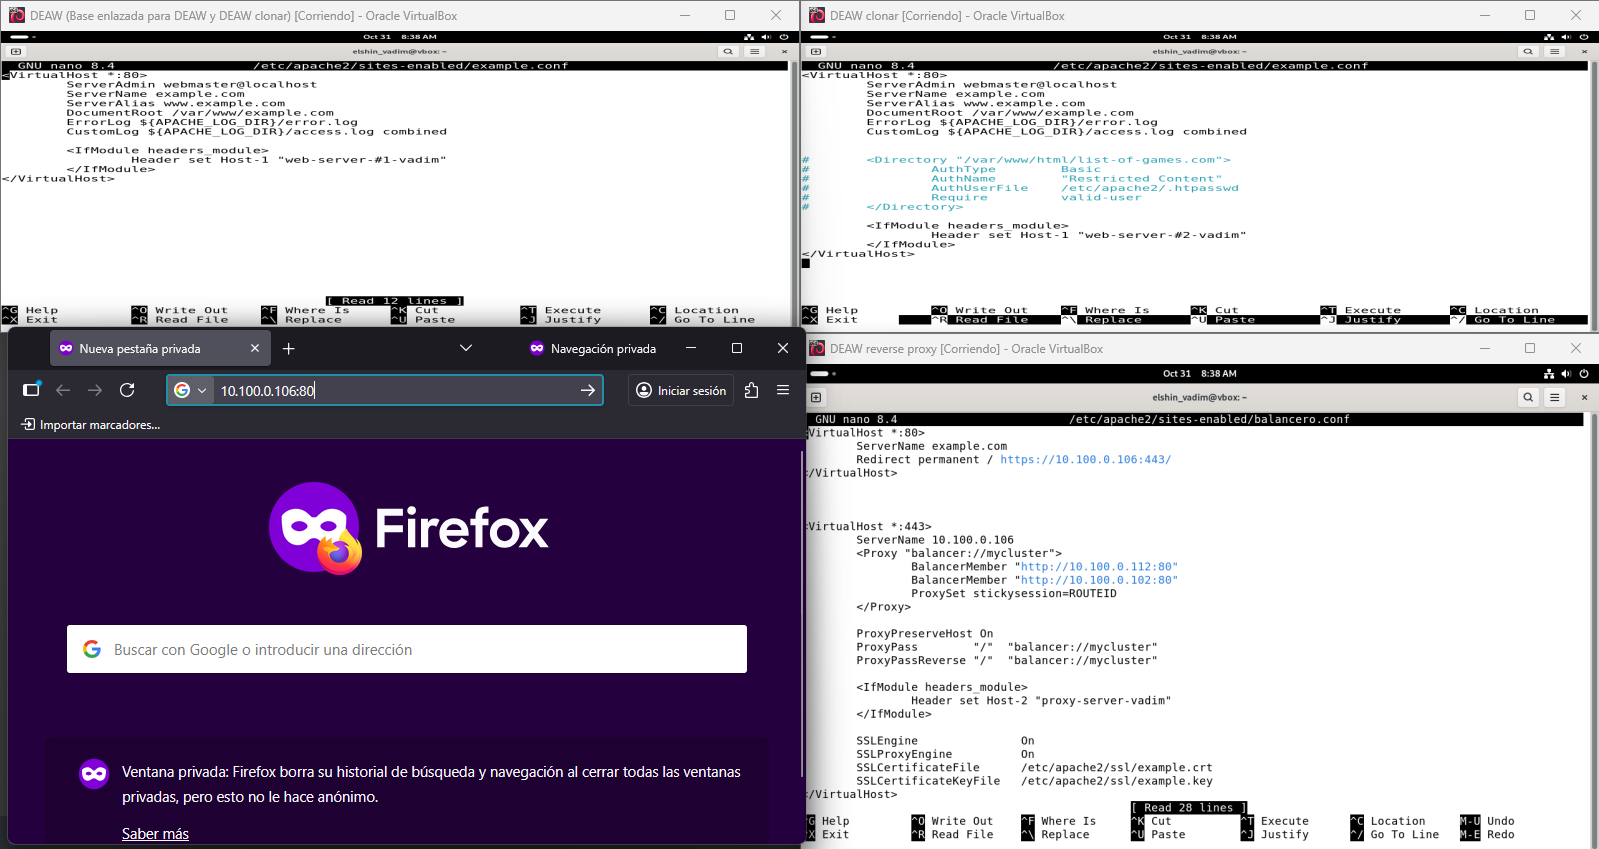 DEAW (Base enlazada para DEAW y DEAW clonar) [Corriendo] - Oracle VirtualBox
Oct 31 8:38 AM
elshin_vadim@vbox: ~
GNU nano 8.4 /etc/apache2/sites-enabled/example.conf
<VirtualHost *:80>
ServerAdmin webmaster@localhost
ServerName example.com
ServerAlias www.example.com
DocumentRoot /var/www/example.com
ErrorLog ${APACHE_LOG_DIR}/error.log
CustomLog ${APACHE_LOG_DIR}/access.log combined
<IfModule headers_module>
Header set Host-1 "web-server-#1-vadim"
</IfModule>
</VirtualHost>
[ Read 12 lines ]
^G Help ^O Write Out ^F Where Is ^K Cut ^T Execute ^C Location
^X Exit ^R Read File ^\ Replace ^U Paste ^J Justify ^/ Go To Line
DEAW clonar [Corriendo] - Oracle VirtualBox
Oct 31 8:38 AM
elshin_vadim@vbox: ~
GNU nano 8.4 /etc/apache2/sites-enabled/example.conf
<VirtualHost *:80>
ServerAdmin webmaster@localhost
ServerName example.com
ServerAlias www.example.com
DocumentRoot /var/www/example.com
ErrorLog ${APACHE_LOG_DIR}/error.log
CustomLog ${APACHE_LOG_DIR}/access.log combined
# <Directory "/var/www/html/list-of-games.com">
# AuthType Basic
# AuthName "Restricted Content"
# AuthUserFile /etc/apache2/.htpasswd
# Require valid-user
# </Directory>
<IfModule headers_module>
Header set Host-1 "web-server-#2-vadim"
</IfModule>
</VirtualHost>
^G Help ^O Write Out ^F Where Is ^K Cut ^T Execute ^C Location
^X Exit ^R Read File ^\ Replace ^U Paste ^J Justify ^/ Go To Line
Nueva pestaña privada
Navegación privada
10.100.0.106:80
Iniciar sesión
Importar marcadores...
Firefox
Buscar con Google o introducir una dirección
Ventana privada: Firefox borra su historial de búsqueda y navegación al cerrar todas las ventanas
privadas, pero esto no le hace anónimo.
Saber más
DEAW reverse proxy [Corriendo] - Oracle VirtualBox
Oct 31 8:38 AM
elshin_vadim@vbox: ~
GNU nano 8.4 /etc/apache2/sites-enabled/balancero.conf
<VirtualHost *:80>
ServerName example.com
Redirect permanent / https://10.100.0.106:443/
</VirtualHost>
<VirtualHost *:443>
ServerName 10.100.0.106
<Proxy "balancer://mycluster">
BalancerMember "http://10.100.0.112:80"
BalancerMember "http://10.100.0.102:80"
ProxySet stickysession=ROUTEID
</Proxy>
ProxyPreserveHost On
ProxyPass "/" "balancer://mycluster"
ProxyPassReverse "/" "balancer://mycluster"
<IfModule headers_module>
Header set Host-2 "proxy-server-vadim"
</IfModule>
SSLEngine On
SSLProxyEngine On
SSLCertificateFile /etc/apache2/ssl/example.crt
SSLCertificateKeyFile /etc/apache2/ssl/example.key
</VirtualHost>
[ Read 28 lines ]
^G Help ^O Write Out ^F Where Is ^K Cut ^T Execute ^C Location M-U Undo
^X Exit ^R Read File ^\ Replace ^U Paste ^J Justify ^/ Go To Line M-E Redo